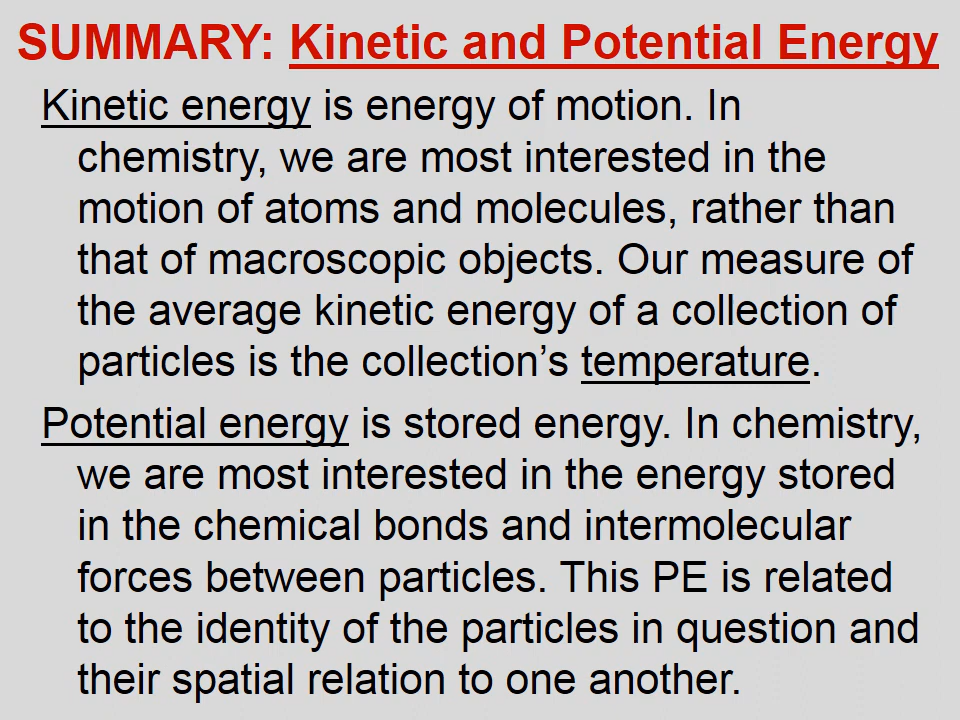 SUMMARY: Kinetic and Potential Energy
Kinetic energy is energy of motion. In
chemistry, we are most interested in the
motion of atoms and molecules, rather than
that of macroscopic objects. Our measure of
the average kinetic energy of a collection of
particles is the collection’s temperature.
Potential energy is stored energy. In chemistry,
we are most interested in the energy stored
in the chemical bonds and intermolecular
forces between particles. This PE is related
to the identity of the particles in question and
their spatial relation to one another.